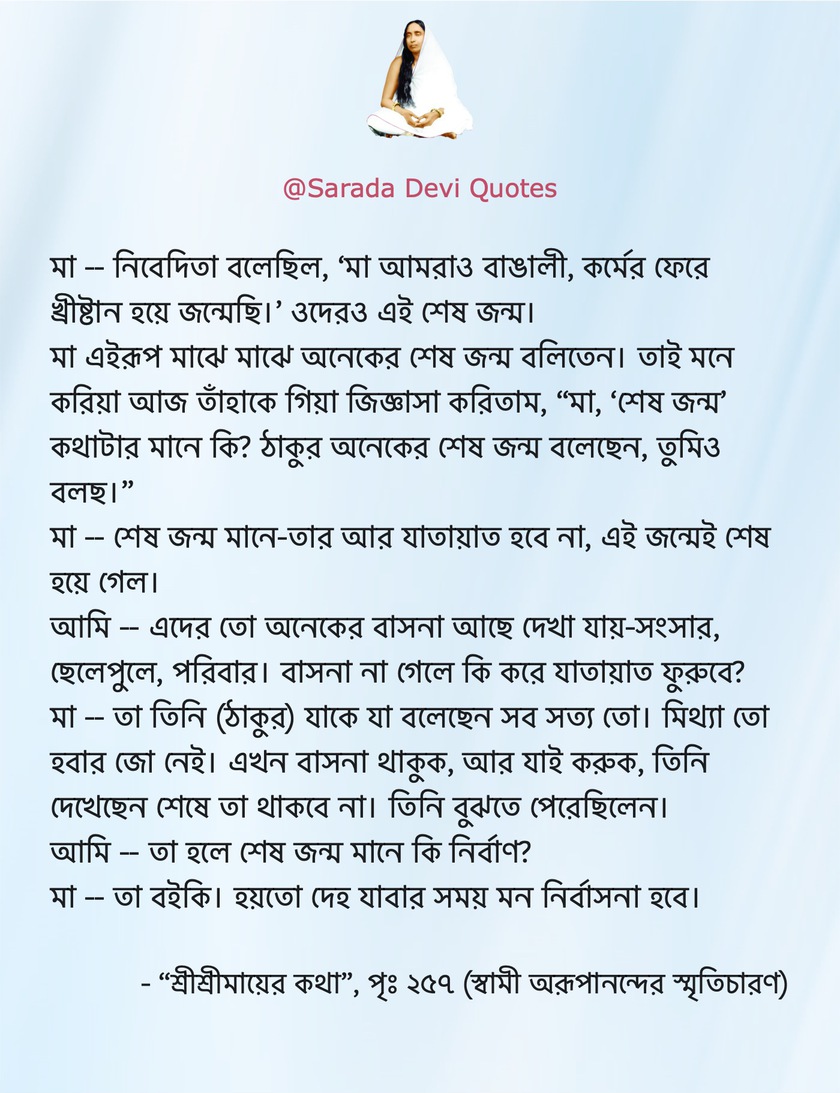 @Sarada Devi Quotes
মা -- নিবেদিতা বলেছিল, ‘মা আমরাও বাঙালী, কর্মের ফেরে
খ্রীষ্টান হয়ে জন্মেছি।’ ওদেরও এই শেষ জন্ম।
মা এইরূপ মাঝে মাঝে অনেকের শেষ জন্ম বলিতেন। তাই মনে
করিয়া আজ তাঁহাকে গিয়া জিজ্ঞাসা করিতাম, “মা, ‘শেষ জন্ম’
কথাটার মানে কি? ঠাকুর অনেকের শেষ জন্ম বলেছেন, তুমিও
বলছ।”
মা -- শেষ জন্ম মানে-তার আর যাতায়াত হবে না, এই জন্মেই শেষ
হয়ে গেল।
আমি -- এদের তো অনেকের বাসনা আছে দেখা যায়-সংসার,
ছেলেপুলে, পরিবার। বাসনা না গেলে কি করে যাতায়াত ফুরুবে?
মা -- তা তিনি (ঠাকুর) যাকে যা বলেছেন সব সত্য তো। মিথ্যা তো
হবার জো নেই। এখন বাসনা থাকুক, আর যাই করুক, তিনি
দেখেছেন শেষে তা থাকবে না। তিনি বুঝতে পেরেছিলেন।
আমি -- তা হলে শেষ জন্ম মানে কি নির্বাণ?
মা -- তা বইকি। হয়তো দেহ যাবার সময় মন নির্বাসনা হবে।
- “শ্রীশ্রীমায়ের কথা”, পৃঃ ২৫৭ (স্বামী অরূপানন্দের স্মৃতিচারণ)